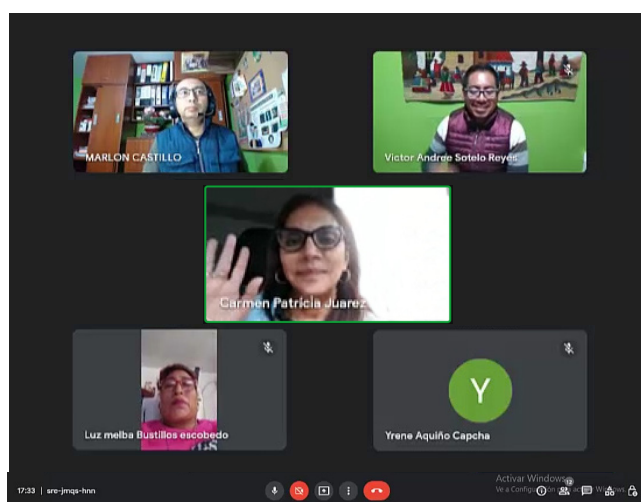 MARLON CASTILLO
Victor Andree Sotelo Reyes
Carmen Patricia Juarez
Luz melba Bustillos escobedo
Y
Yrene Aquiño Capcha
Activar Windows
17:33 | sre-jmqs-hnn